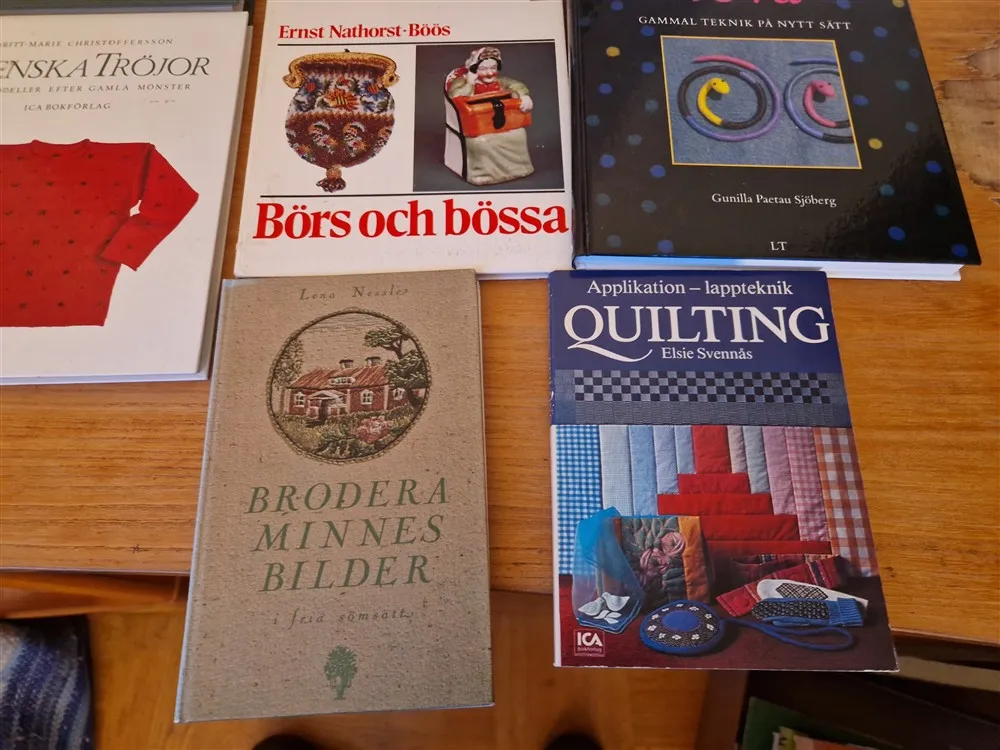 BRITT-MARIE CHRISTOFFERSSON
ENSKA TRÖJOR
DELLER EFTER GAMLA MÖNSTER
ICA BOKFÖRLAG
Ernst Nathorst-Böös
Börs och bössa
GAMMAL TEKNIK PÅ NYTT SÄTT
Gunilla Paetau Sjöberg
LT
Lena Nessle
BRODERA
MINNES
BILDER
i fria sömsätt
Applikation – lappteknik
QUILTING
Elsie Svennås
ICA
Bokförlag